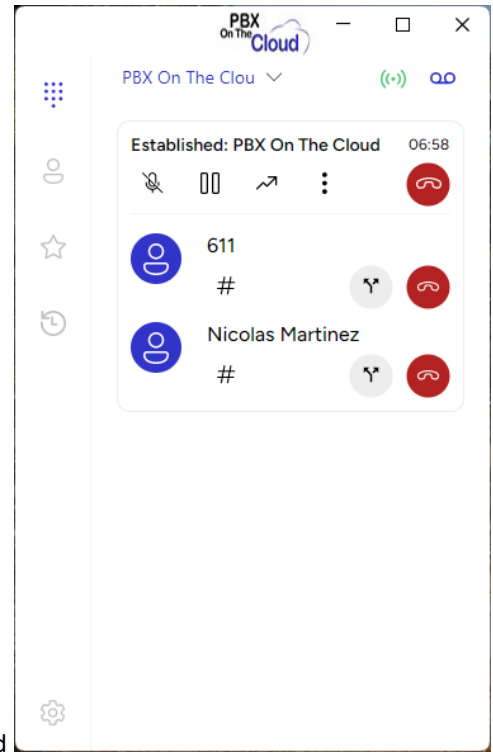 PBX
On The
Cloud
PBX On The Clou
Established: PBX On The Cloud 06:58
611
#
Nicolas Martinez
#
d